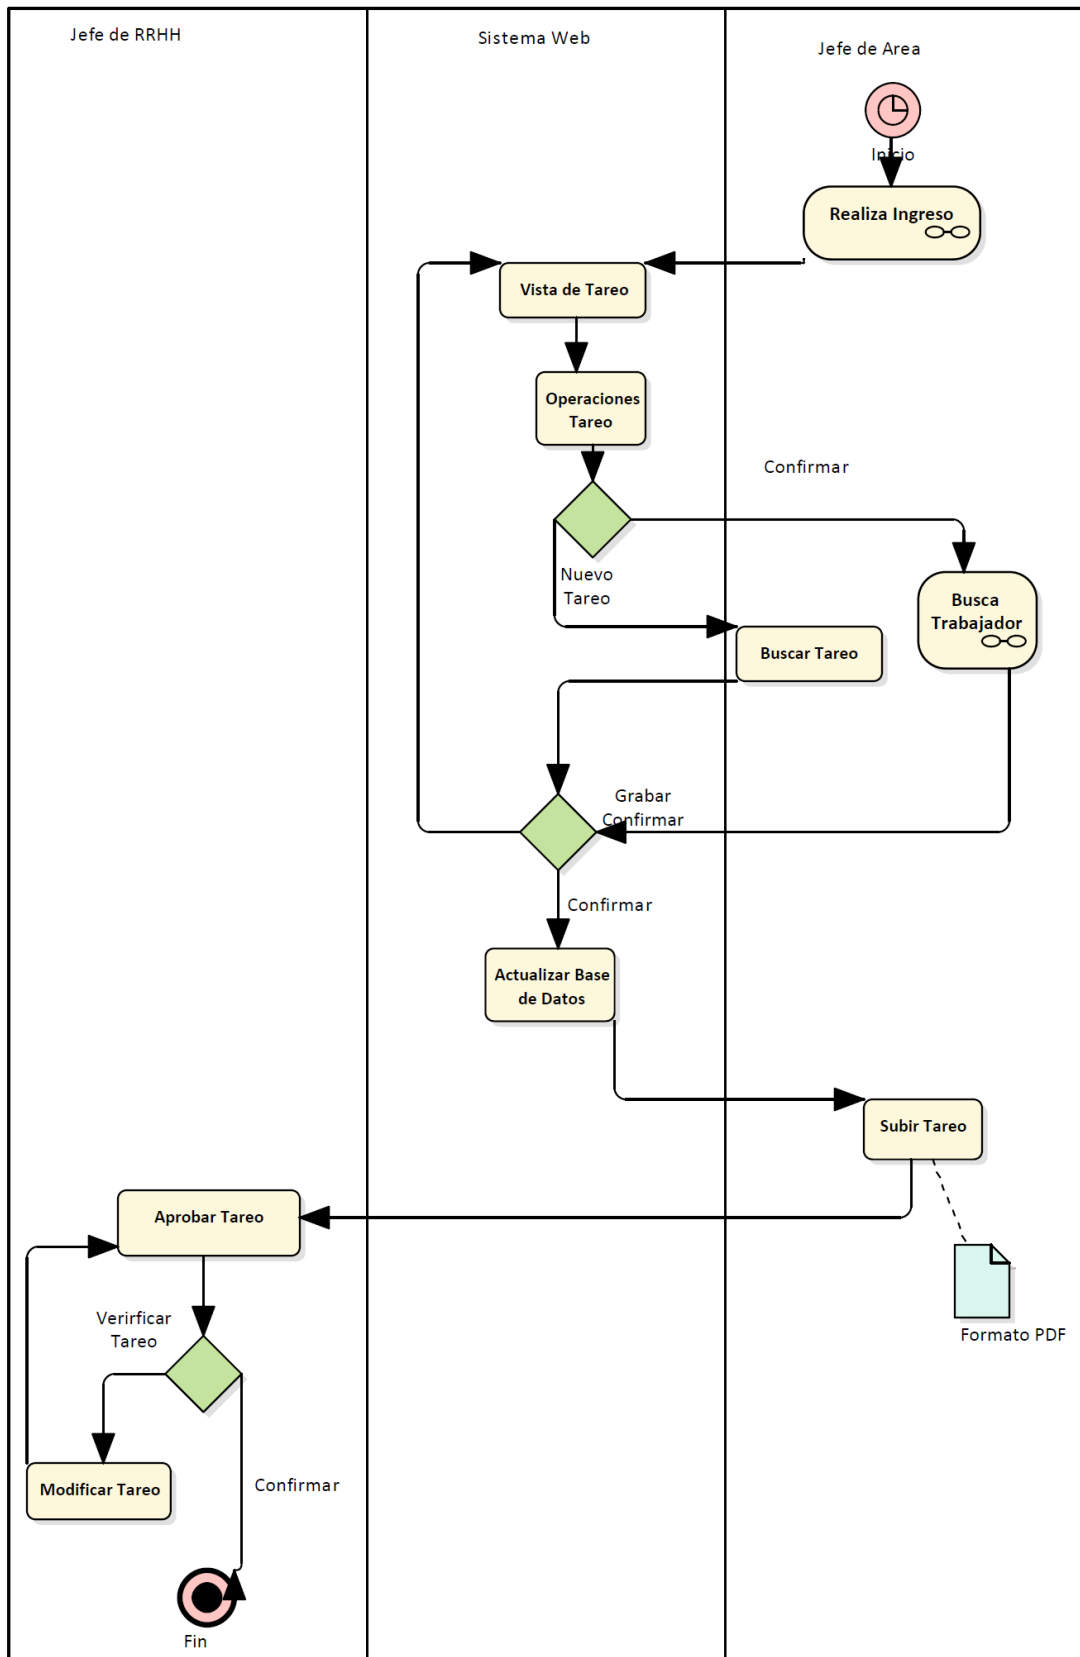 Jefe de RRHH
Sistema Web
Jefe de Area
Inicio
Realiza Ingreso
Vista de Tareo
Operaciones
Tareo
Confirmar
Nuevo
Tareo
Busca
Trabajador
Buscar Tareo
Grabar
Confirmar
Confirmar
Actualizar Base
de Datos
Subir Tareo
Aprobar Tareo
Formato PDF
Verirficar
Tareo
Modificar Tareo
Confirmar
Fin